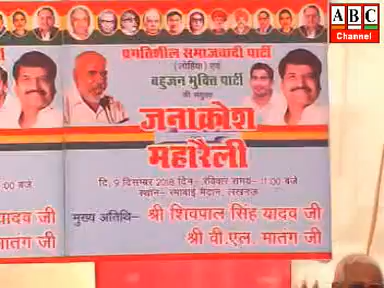 ABC
Channel
प्रगतिशील समाजवादी पार्टी
(लोहिया) एवं
बहुजन मुक्ति पार्टी
की संयुक्त
जनाक्रोश
महारैली
दि. 9 दिसम्बर 2018 दिन- रविवार समय- 11:00 बजे
स्थान- रमाबाई मैदान, लखनऊ
मुख्य अतिथि- श्री शिवपाल सिंह यादव जी
श्री वी.एल. मातंग जी
:00 बजे
यादव जी
मातंग जी